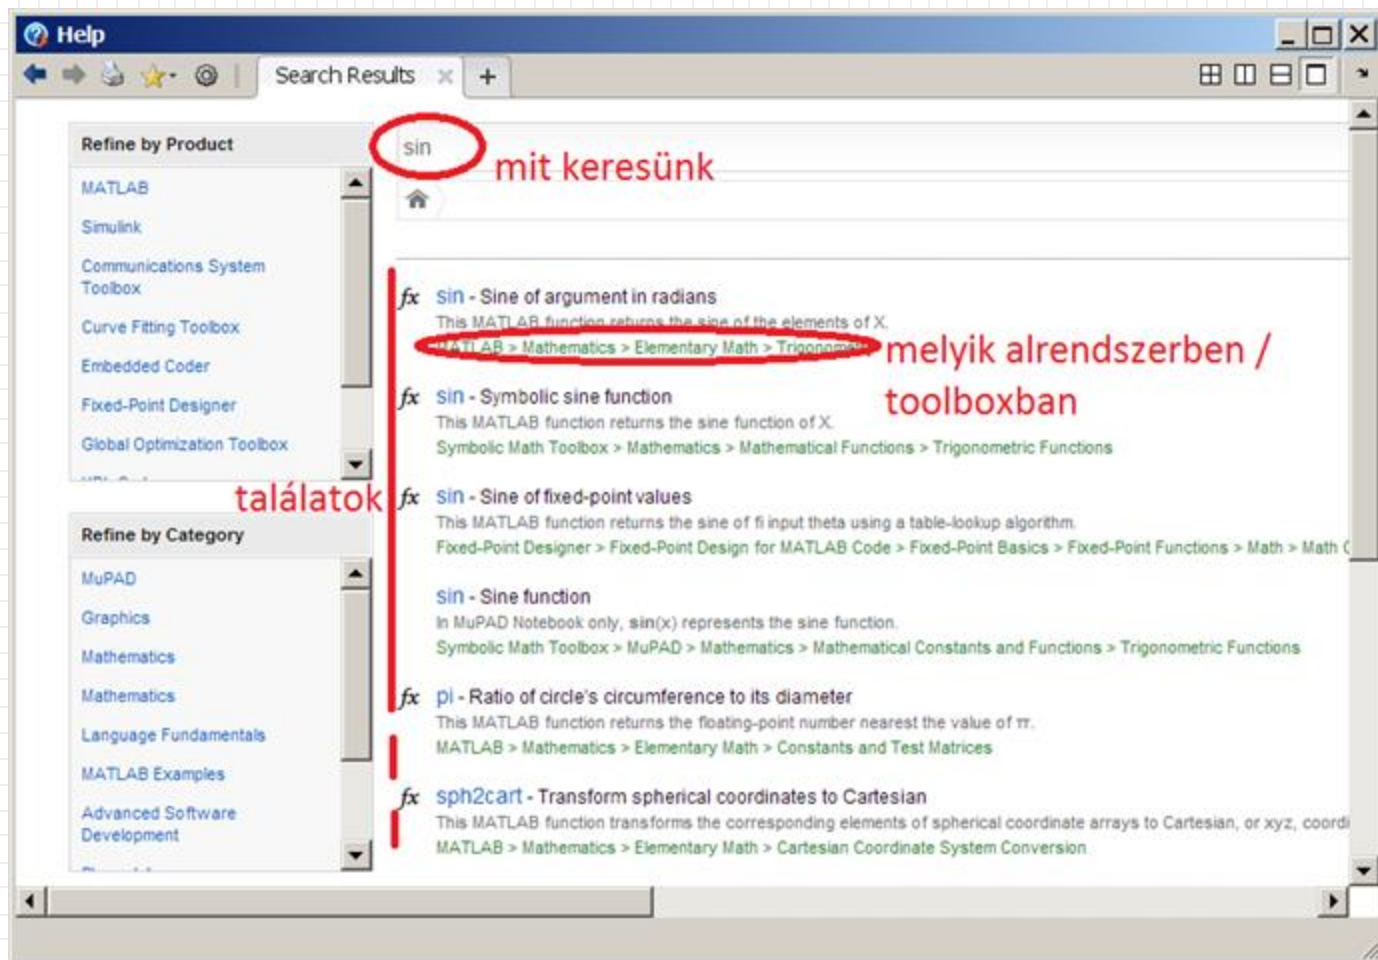 Help
Search Results
Refine by Product
MATLAB
Simulink
Communications System
Toolbox
Curve Fitting Toolbox
Embedded Coder
Fixed-Point Designer
Global Optimization Toolbox
Refine by Category
MuPAD
Graphics
Mathematics
Mathematics
Language Fundamentals
MATLAB Examples
Advanced Software
Development
sin
mit keresünk
találatok
fx sin - Sine of argument in radians
This MATLAB function returns the sine of the elements of X.
MATLAB > Mathematics > Elementary Math >
melyik alrendszerben /
toolboxban
fx sin - Symbolic sine function
This MATLAB function returns the sine function of X.
Symbolic Math Toolbox > Mathematics > Mathematical Functions > Trigonometric Functions
fx sin - Sine of fixed-point values
This MATLAB function returns the sine of fi input theta using a table-lookup algorithm.
Fixed-Point Designer > Fixed-Point Design for MATLAB Code > Fixed-Point Basics > Fixed-Point Functions > Math > Math
sin - Sine function
In MuPAD Notebook only, sin(x) represents the sine function.
Symbolic Math Toolbox > MuPAD > Mathematics > Mathematical Constants and Functions > Trigonometric Functions
fx pi - Ratio of circle's circumference to its diameter
This MATLAB function returns the floating-point number nearest the value of π.
MATLAB > Mathematics > Elementary Math > Constants and Test Matrices
fx sph2cart - Transform spherical coordinates to Cartesian
This MATLAB function transforms the corresponding elements of spherical coordinate arrays to Cartesian, or xyz, coordi
MATLAB > Mathematics > Elementary Math > Cartesian Coordinate System Conversion